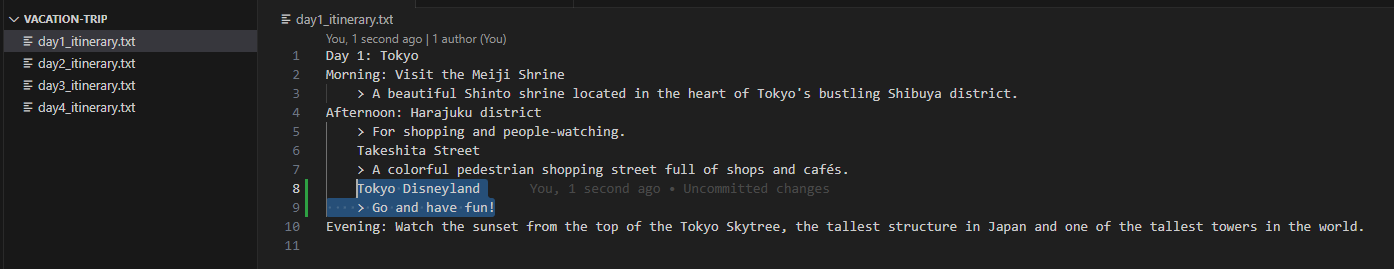 VACATION-TRIP
day1_itinerary.txt
day2_itinerary.txt
day3_itinerary.txt
day4_itinerary.txt
day1_itinerary.txt
You, 1 second ago | 1 author (You)
1 Day 1: Tokyo
2 Morning: Visit the Meiji Shrine
3 > A beautiful Shinto shrine located in the heart of Tokyo's bustling Shibuya district.
4 Afternoon: Harajuku district
5 > For shopping and people-watching.
6 Takeshita Street
7 > A colorful pedestrian shopping street full of shops and cafés.
8 Tokyo Disneyland You, 1 second ago • Uncommitted changes
9 > Go and have fun!
10 Evening: Watch the sunset from the top of the Tokyo Skytree, the tallest structure in Japan and one of the tallest towers in the world.
11